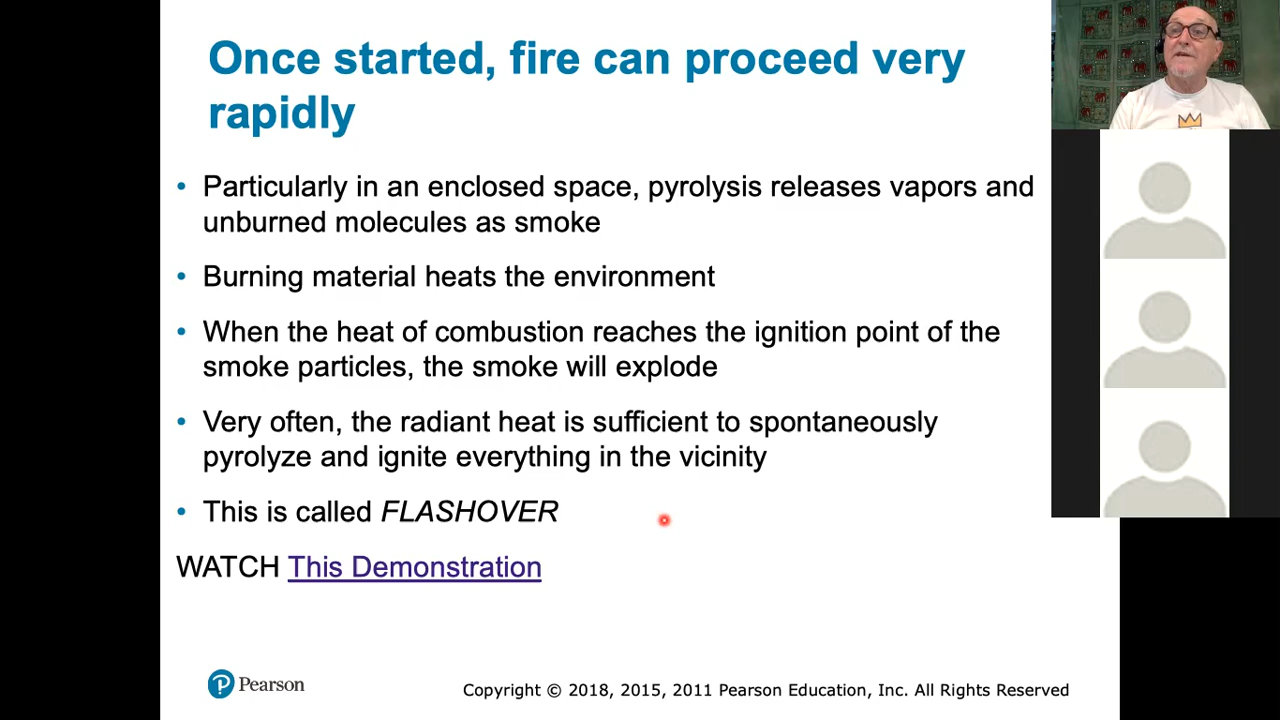 Once started, fire can proceed very
rapidly
• Particularly in an enclosed space, pyrolysis releases vapors and
unburned molecules as smoke
• Burning material heats the environment
• When the heat of combustion reaches the ignition point of the
smoke particles, the smoke will explode
• Very often, the radiant heat is sufficient to spontaneously
pyrolyze and ignite everything in the vicinity
• This is called FLASHOVER
WATCH This Demonstration
Pearson
Copyright © 2018, 2015, 2011 Pearson Education, Inc. All Rights Reserved